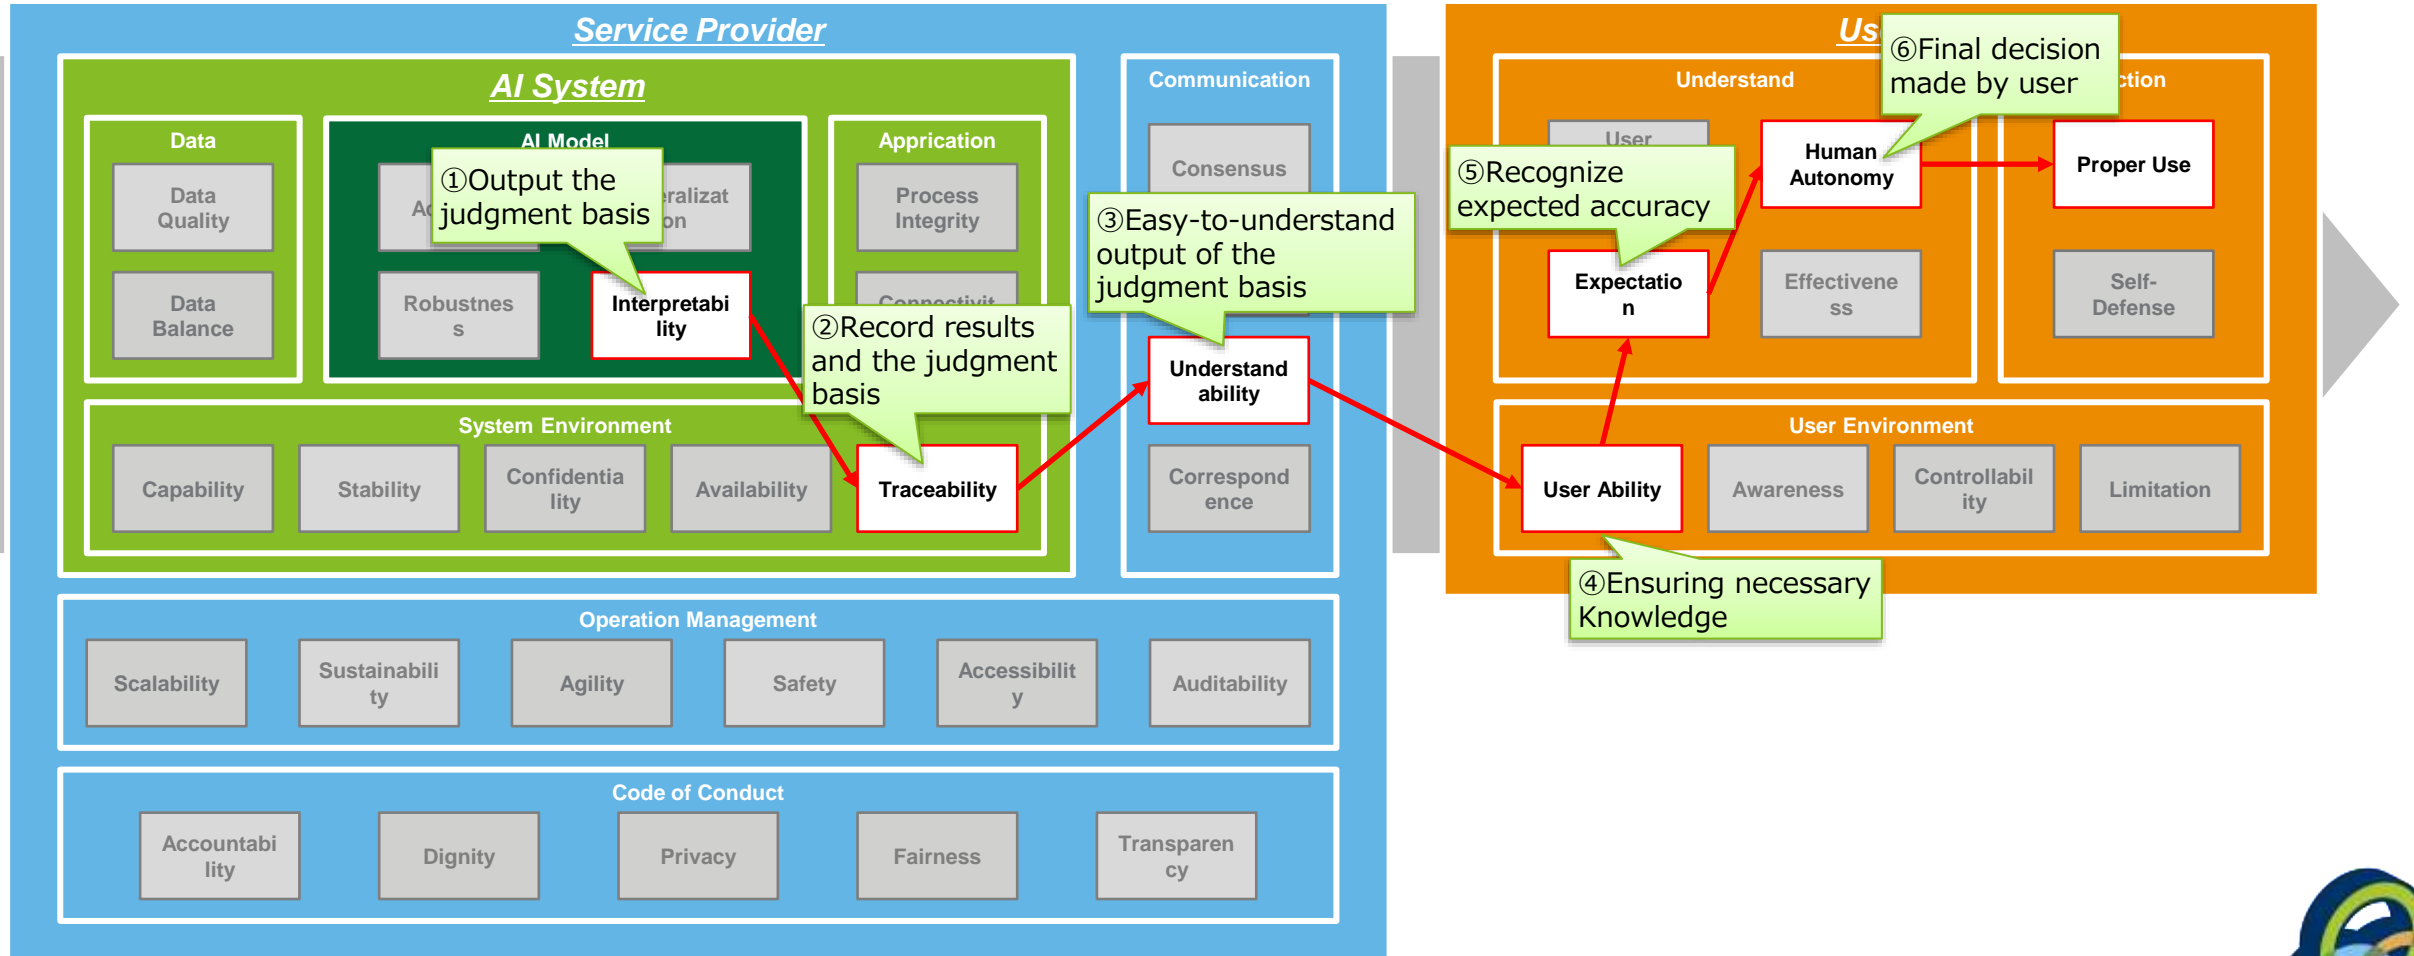 Service Provider
AI System
Data
Data
Quality
Data
Balance
AI Model
①Output the
judgment basis
Robustnes
s
Interpretabi
lity
Apprication
Process
Integrity
②Record results
and the judgment
basis
System Environment
Capability
Stability
Confidentia
lity
Availability
Traceability
Communication
Consensus
③Easy-to-understand
output of the
judgment basis
Understand
ability
Correspond
ence
Operation Management
Scalability
Sustainabili
ty
Agility
Safety
Accessibilit
y
Auditability
Code of Conduct
Accountabi
lity
Dignity
Privacy
Fairness
Transparen
cy
Understand
User
⑤Recognize
expected accuracy
Expectatio
n
⑥Final decision
made by user
Human
Autonomy
Effectivene
ss
Proper Use
Self-
Defense
User Environment
User Ability
Awareness
Controllabil
ity
Limitation
④Ensuring necessary
Knowledge